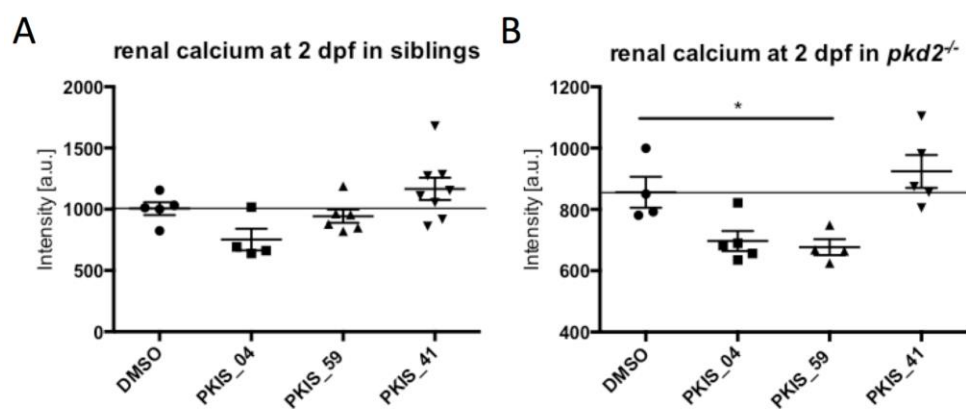 A
renal calcium at 2 dpf in siblings
Intensity [a.u.]
2000
1500
1000
500
0
DMSO
PKIS_04
PKIS_59
PKIS_41
B
renal calcium at 2 dpf in pkd2-/-
Intensity [a.u.]
1200
1000
800
600
400
*
DMSO
PKIS_04
PKIS_59
PKIS_41